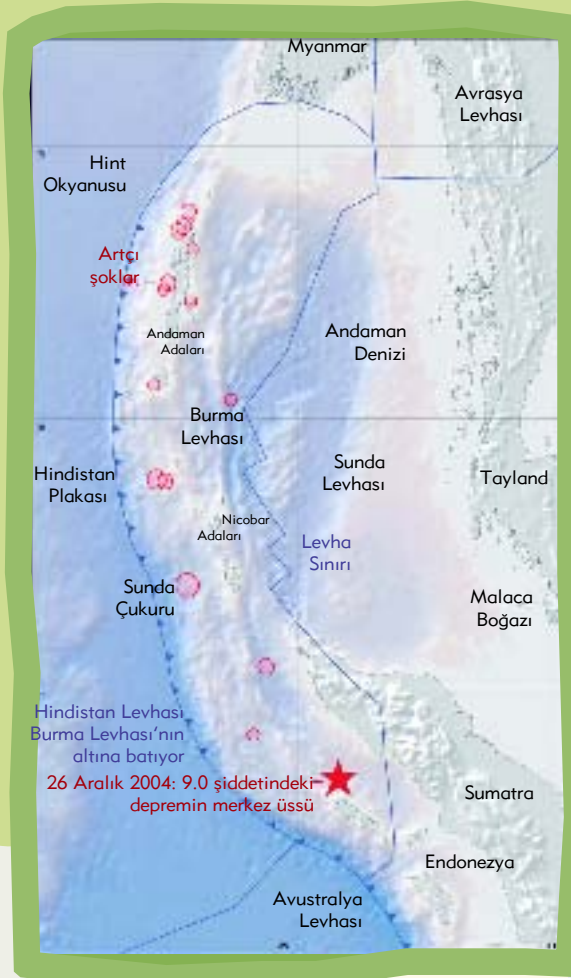 Myanmar
Avrasya
Levhası
Hint
Okyanusu
Artçı
şoklar
Andaman
Adaları
Andaman
Denizi
Burma
Levhası
Hindistan
Plakası
Sunda
Levhası
Tayland
Nicobar
Adaları
Levha
Sınırı
Sunda
Çukuru
Malaca
Boğazı
Hindistan Levhası
Burma Levhası'nın
altına batıyor
26 Aralık 2004: 9.0 şiddetindeki
depremin merkez üssü
Sumatra
Endonezya
Avustralya
Levhası